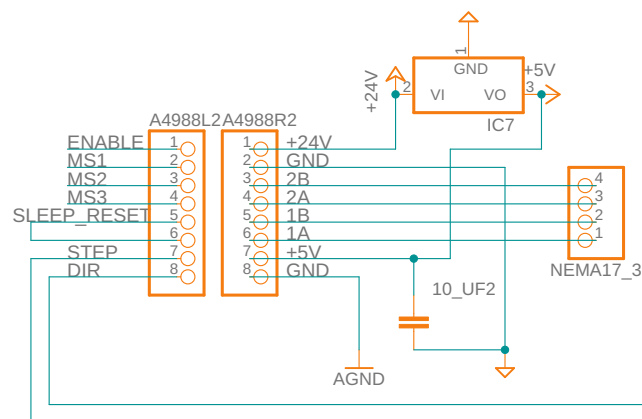 1
GND
+24V
2
VI
VO
3
+5V
IC7
A4988L2
A4988R2
ENABLE
1
1
+24V
MS1
2
2
GND
MS2
3
3
2B
4
MS3
4
4
2A
3
SLEEP_RESET
5
5
1B
2
6
6
1A
1
STEP
7
7
+5V
DIR
8
8
GND
NEMA17_3
10_UF2
AGND